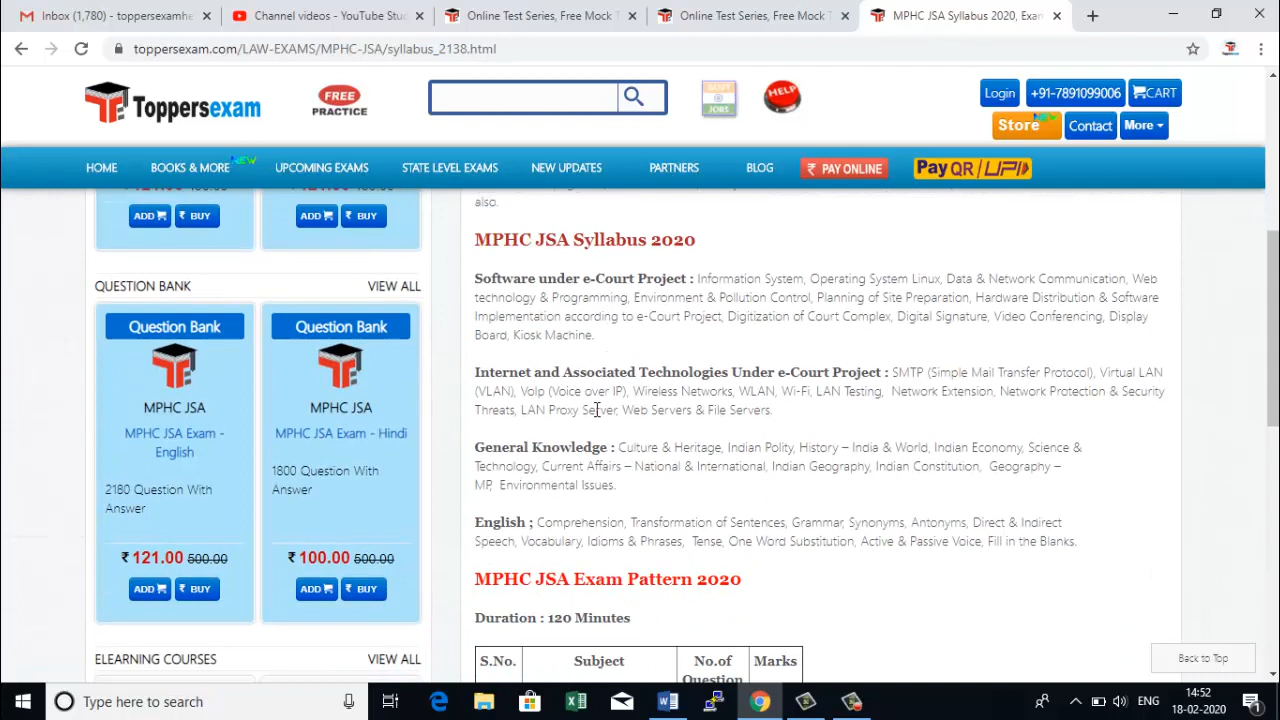 Inbox (1,780) - toppersexamhe
Channel videos - YouTube Stu
Online Test Series, Free Mock T
Online Test Series, Free Mock T
MPHC JSA Syllabus 2020, Exam
toppersexam.com/LAW-EXAMS/MPHC-JSA/syllabus_2138.html
Toppersexam
FREE
PRACTICE
GOVT
JOBS
HELP
Login
+91-7891099006
CART
Store
NEW
Contact
More
HOME
BOOKS & MORE
NEW
UPCOMING EXAMS
STATE LEVEL EXAMS
NEW UPDATES
PARTNERS
BLOG
₹ PAY ONLINE
Pay QR UPI
ADD
₹ BUY
ADD
₹ BUY
QUESTION BANK
VIEW ALL
Question Bank
MPHC JSA
MPHC JSA Exam -
English
2180 Question With
Answer
₹ 121.00 500.00
ADD
₹ BUY
Question Bank
MPHC JSA
MPHC JSA Exam - Hindi
1800 Question With
Answer
₹ 100.00 500.00
ADD
₹ BUY
ELEARNING COURSES
VIEW ALL
also.
MPHC JSA Syllabus 2020
Software under e-Court Project : Information System, Operating System Linux, Data & Network Communication, Web
technology & Programming, Environment & Pollution Control, Planning of Site Preparation, Hardware Distribution & Software
Implementation according to e-Court Project, Digitization of Court Complex, Digital Signature, Video Conferencing, Display
Board, Kiosk Machine.
Internet and Associated Technologies Under e-Court Project : SMTP (Simple Mail Transfer Protocol), Virtual LAN
(VLAN), VoIp (Voice over IP), Wireless Networks, WLAN, Wi-Fi, LAN Testing, Network Extension, Network Protection & Security
Threats, LAN Proxy Server, Web Servers & File Servers.
General Knowledge : Culture & Heritage, Indian Polity, History – India & World, Indian Economy, Science &
Technology, Current Affairs – National & International, Indian Geography, Indian Constitution, Geography –
MP, Environmental Issues.
English ; Comprehension, Transformation of Sentences, Grammar, Synonyms, Antonyms, Direct & Indirect
Speech, Vocabulary, Idioms & Phrases, Tense, One Word Substitution, Active & Passive Voice, Fill in the Blanks.
MPHC JSA Exam Pattern 2020
Duration : 120 Minutes
S.No.
Subject
No.of
Question
Marks
Back to Top
Type here to search
ENG
14:52
18-02-2020
1